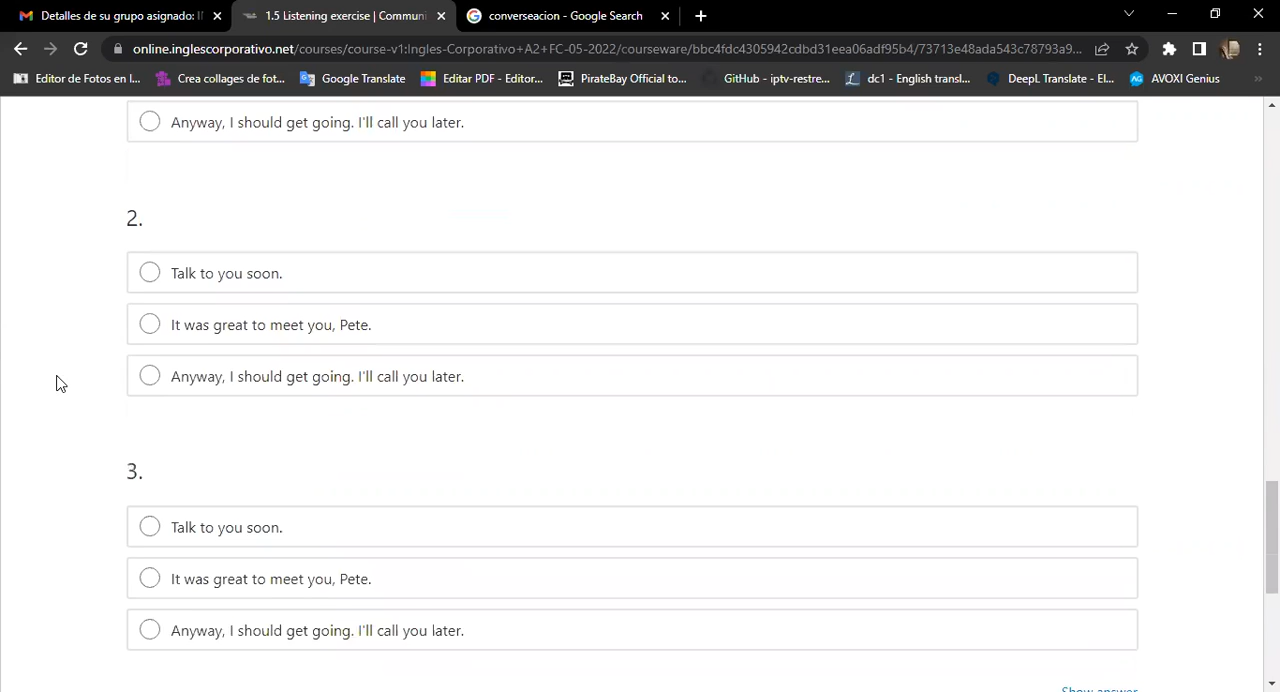 Detalles de su grupo asignado: I
1.5 Listening exercise | Communi
converseacion - Google Search
online.inglescorporativo.net/courses/course-v1:Ingles-Corporativo+A2+FC-05-2022/courseware/bbc4fdc4305942cdbd31eea06adf95b4/73713e48ada543c78793a9...
Editor de Fotos en l...
Crea collages de fot...
Google Translate
Editar PDF - Editor...
PirateBay Official to...
GitHub - iptv-restre...
dc1 - English transl...
DeepL Translate - El...
AVOXI Genius
»
Anyway, I should get going. I'll call you later.
2.
Talk to you soon.
It was great to meet you, Pete.
Anyway, I should get going. I'll call you later.
3.
Talk to you soon.
It was great to meet you, Pete.
Anyway, I should get going. I'll call you later.
Show answer